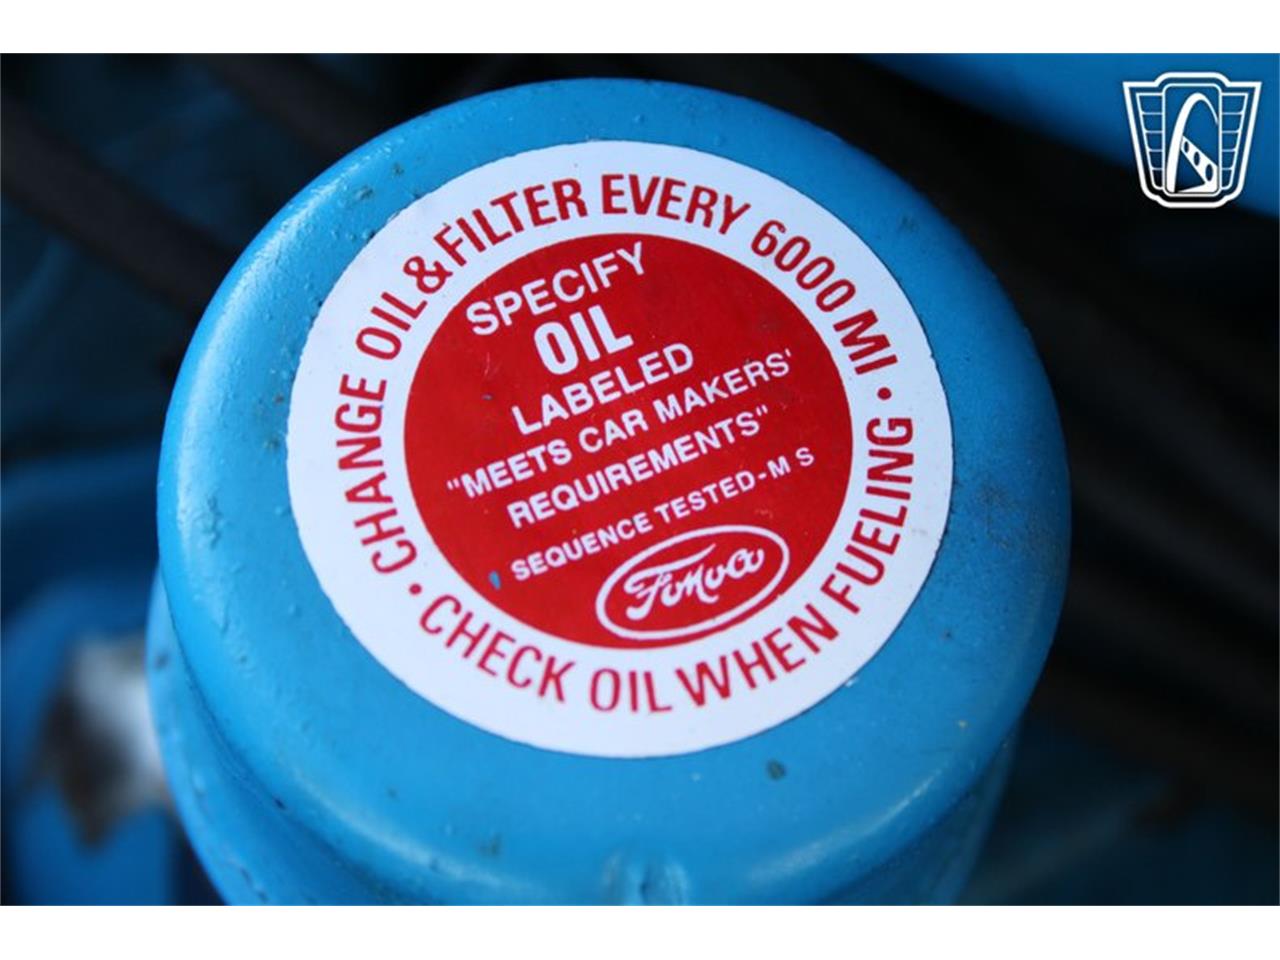 CHANGE OIL & FILTER EVERY 6000 MI •
CHECK OIL WHEN FUELING •
SPECIFY
OIL
LABELED
"MEETS CAR MAKERS'
REQUIREMENTS"
SEQUENCE TESTED-M S
FoMoCo